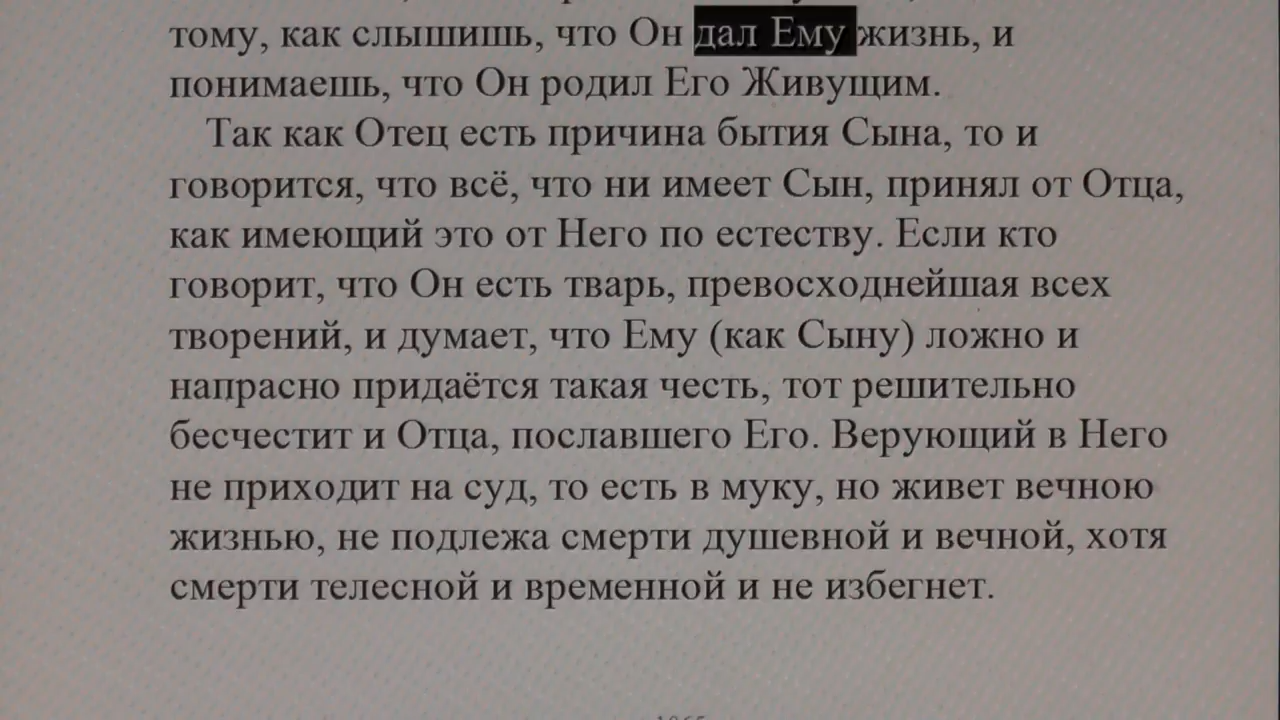 тому, как слышишь, что Он дал Ему жизнь, и
понимаешь, что Он родил Его Живущим.
Так как Отец есть причина бытия Сына, то и
говорится, что всё, что ни имеет Сын, принял от Отца,
как имеющий это от Него по естеству. Если кто
говорит, что Он есть тварь, превосходнейшая всех
творений, и думает, что Ему (как Сыну) ложно и
напрасно придаётся такая честь, тот решительно
бесчестит и Отца, пославшего Его. Верующий в Него
не приходит на суд, то есть в муку, но живет вечною
жизнью, не подлежа смерти душевной и вечной, хотя
смерти телесной и временной и не избегнет.